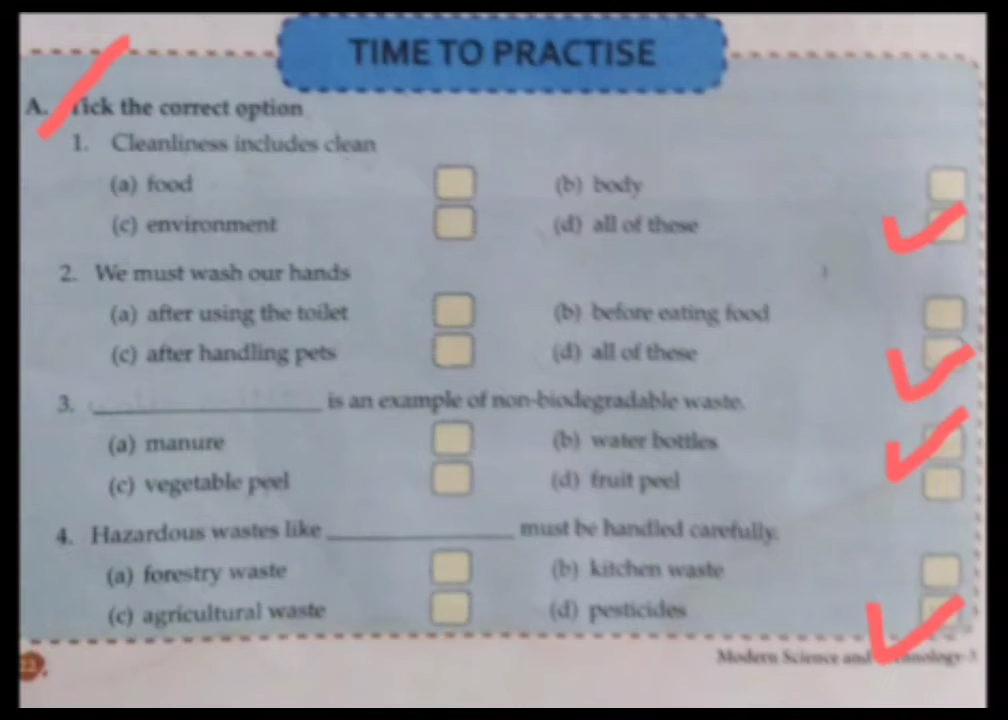 TIME TO PRACTISE
A. Tick the correct option
1. Cleanliness includes clean
(a) food (b) body
(c) environment (d) all of these
2. We must wash our hands
(a) after using the toilet (b) before eating food
(c) after handling pets (d) all of these
3. ____________ is an example of non-biodegradable waste.
(a) manure (b) water bottles
(c) vegetable peel (d) fruit peel
4. Hazardous wastes like ____________ must be handled carefully.
(a) forestry waste (b) kitchen waste
(c) agricultural waste (d) pesticides
Modern Science and